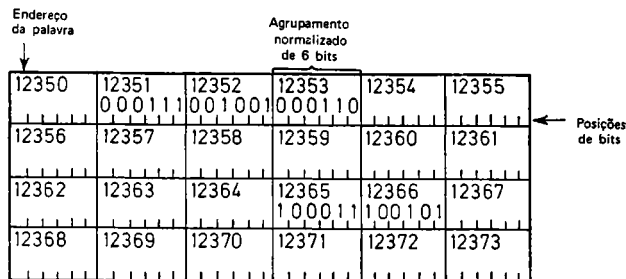 Endereço
da palavra
Agrupamento
normalizado
de 6 bits
12350 12351 12352 12353 12354 12355
000111 001001 000110
Posições
de bits
12356 12357 12358 12359 12360 12361
12362 12363 12364 12365 12366 12367
100011 100101
12368 12369 12370 12371 12372 12373